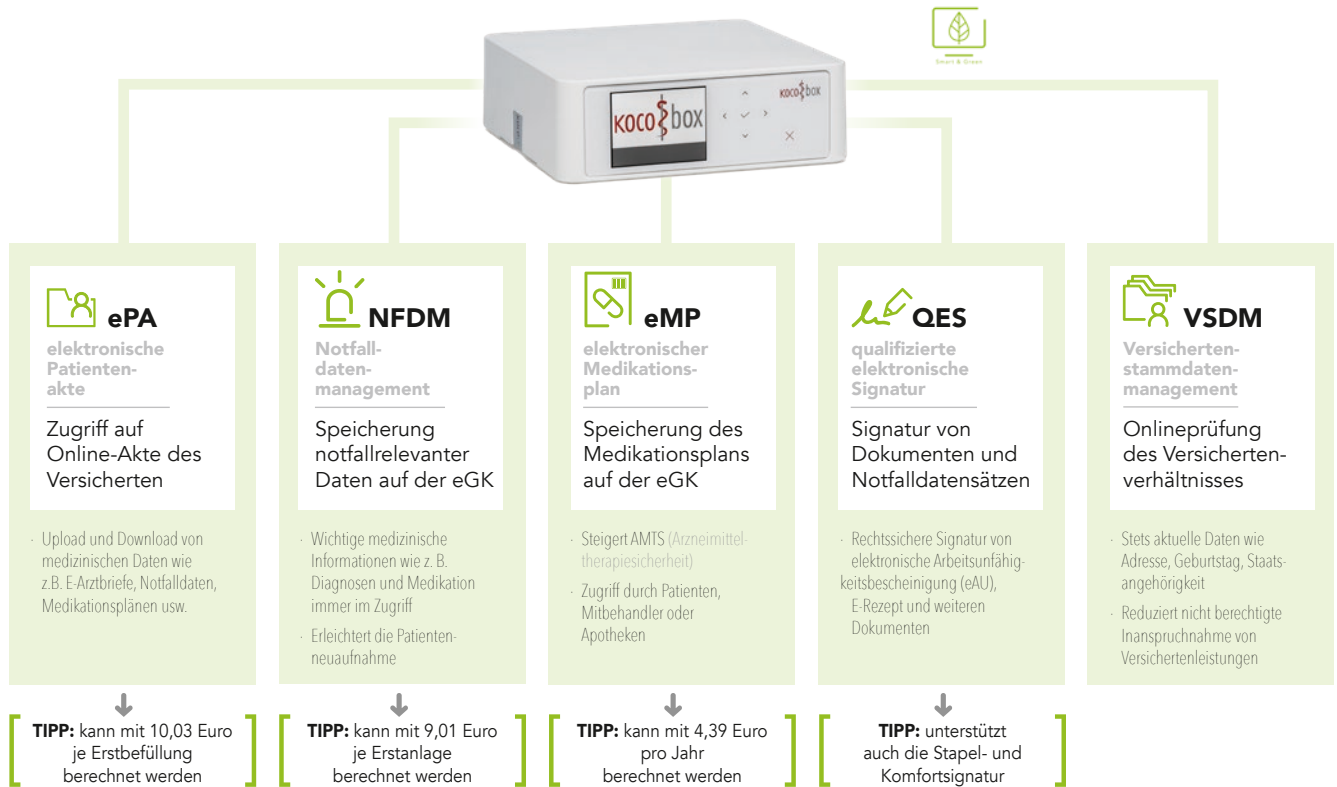 Smart & Green
KOCO box
KOCO box
ePA
elektronische
Patienten-
akte
Zugriff auf
Online-Akte des
Versicherten
· Upload und Download von
medizinischen Daten wie
z.B. E-Arztbriefe, Notfalldaten,
Medikationsplänen usw.
TIPP: kann mit 10,03 Euro
je Erstbefüllung
berechnet werden
NFDM
Notfall-
daten-
management
Speicherung
notfallrelevanter
Daten auf der eGK
· Wichtige medizinische
Informationen wie z. B.
Diagnosen und Medikation
immer im Zugriff
· Erleichtert die Patienten-
neuaufnahme
TIPP: kann mit 9,01 Euro
je Erstanlage
berechnet werden
eMP
elektronischer
Medikations-
plan
Speicherung des
Medikationsplans
auf der eGK
· Steigert AMTS (Arzneimittel-
therapiesicherheit)
· Zugriff durch Patienten,
Mitbehandler oder
Apotheken
TIPP: kann mit 4,39 Euro
pro Jahr
berechnet werden
QES
qualifizierte
elektronische
Signatur
Signatur von
Dokumenten und
Notfalldatensätzen
· Rechtssichere Signatur von
elektronische Arbeitsunfähig-
keitsbescheinigung (eAU),
E-Rezept und weiteren
Dokumenten
TIPP: unterstützt
auch die Stapel- und
Komfortsignatur
VSDM
Versicherten-
stammdaten-
management
Onlineprüfung
des Versicherten-
verhältnisses
· Stets aktuelle Daten wie
Adresse, Geburtstag, Staats-
angehörigkeit
· Reduziert nicht berechtigte
Inanspruchnahme von
Versichertenleistungen